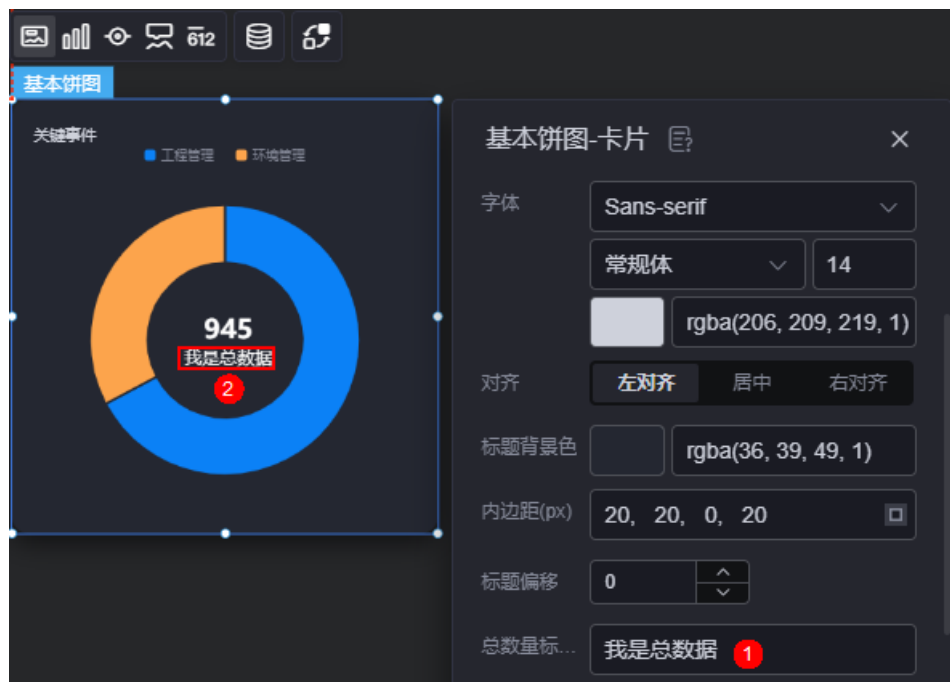 612
基本饼图
关键事件
工程管理 环境管理
945
我是总数据
2
基本饼图-卡片
字体 Sans-serif
常规体 14
rgba(206, 209, 219, 1)
对齐 左对齐 居中 右对齐
标题背景色 rgba(36, 39, 49, 1)
内边距(px) 20, 20, 0, 20
标题偏移 0
总数量标... 我是总数据 1